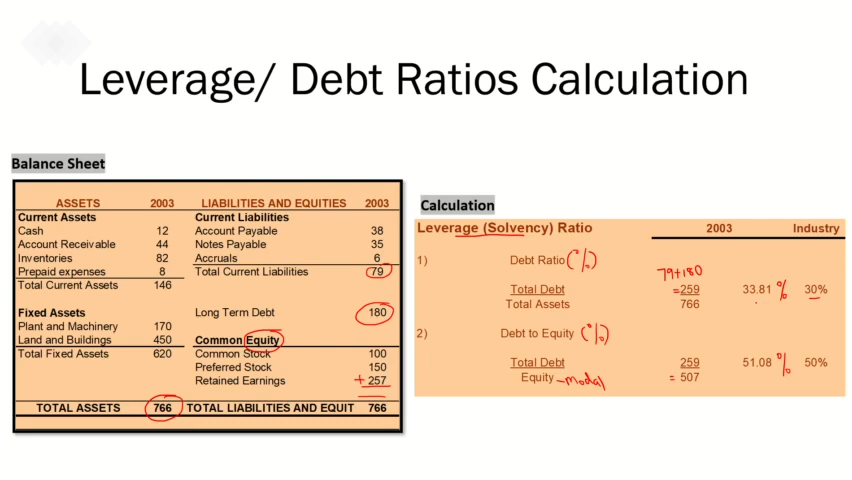 Leverage/ Debt Ratios Calculation
Balance Sheet
ASSETS 2003 LIABILITIES AND EQUITIES 2003
Current Assets Current Liabilities
Cash 12 Account Payable 38
Account Receivable 44 Notes Payable 35
Inventories 82 Accruals 6
Prepaid expenses 8 Total Current Liabilities 79
Total Current Assets 146
Fixed Assets Long Term Debt 180
Plant and Machinery 170
Land and Buildings 450 Common Equity
Total Fixed Assets 620 Common Stock 100
Preferred Stock 150
Retained Earnings + 257
TOTAL ASSETS 766 TOTAL LIABILITIES AND EQUIT 766
Calculation
Leverage (Solvency) Ratio 2003 Industry
1) Debt Ratio (%)
79+180
Total Debt =259 33.81 % 30%
Total Assets 766
2) Debt to Equity (%)
Total Debt 259 51.08 % 50%
Equity - modal = 507